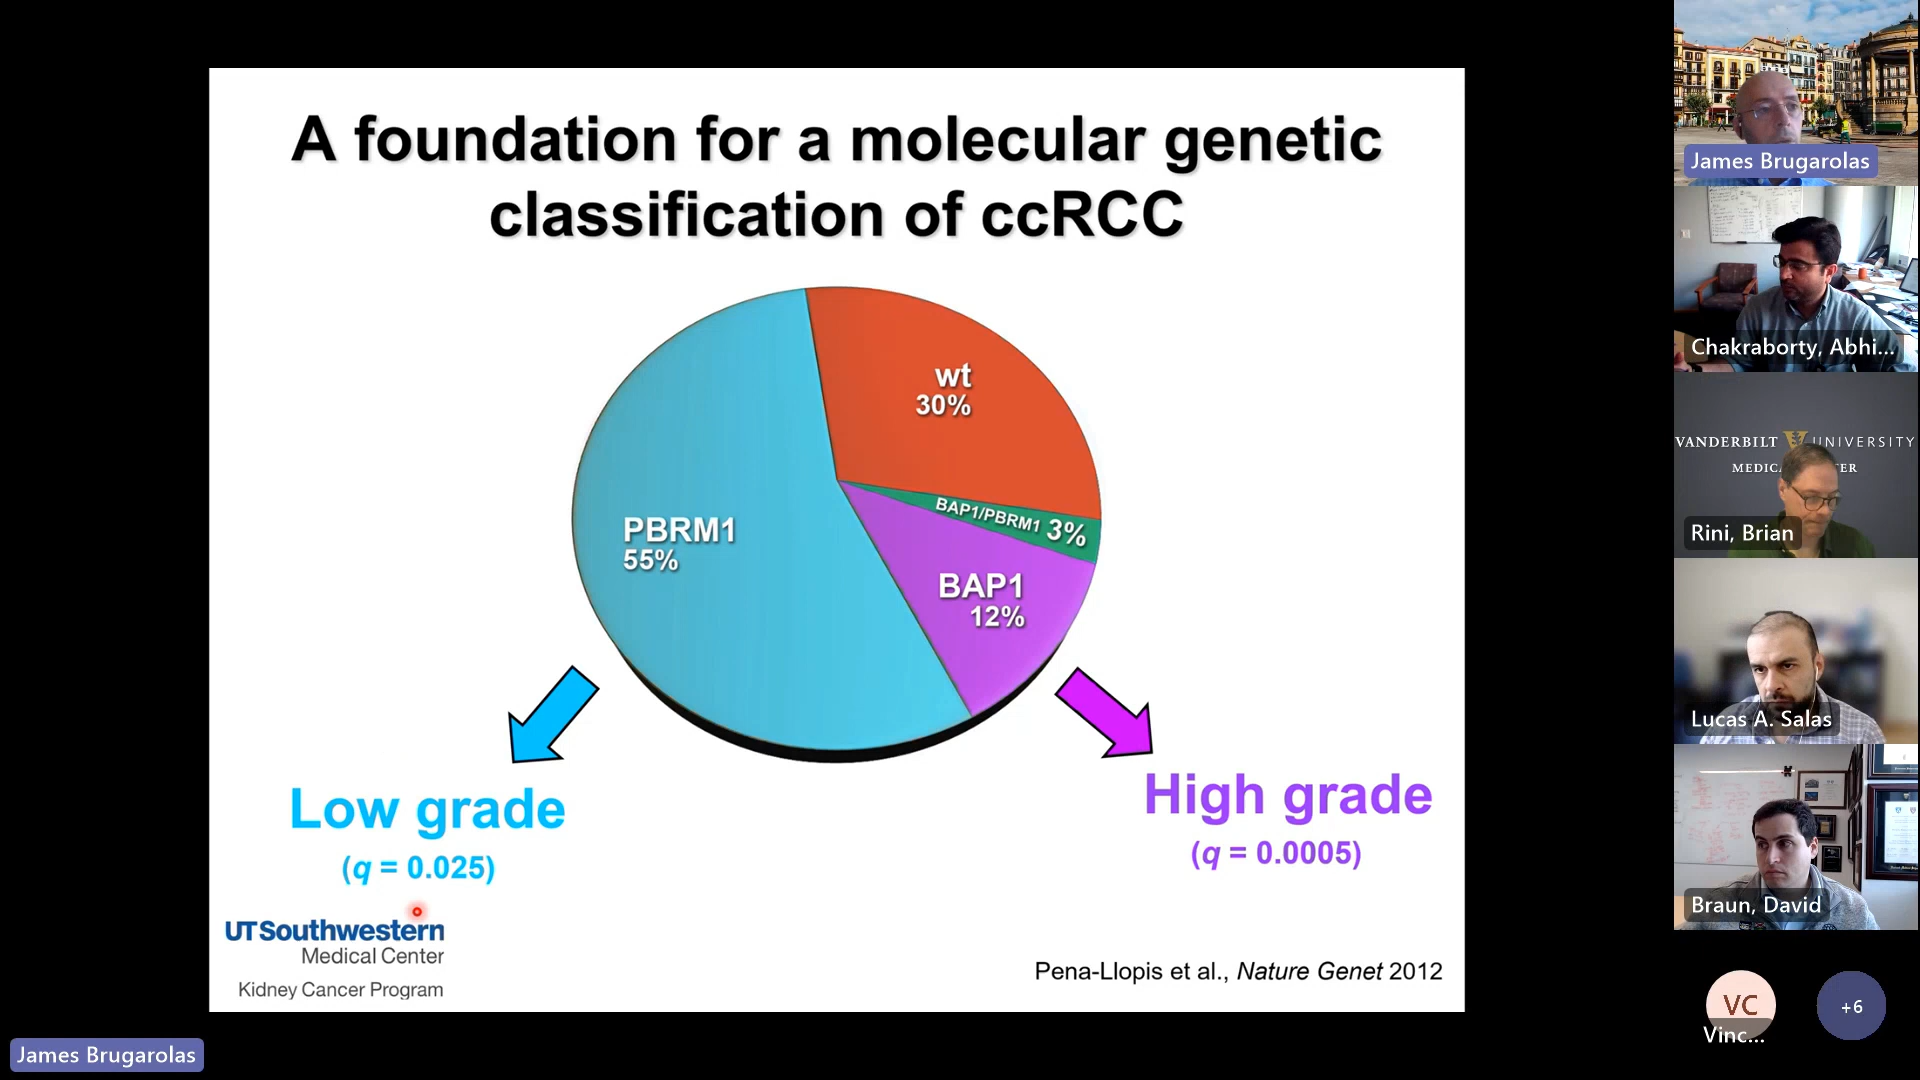 A foundation for a molecular genetic
classification of ccRCC
wt
30%
BAP1/PBRM1 3%
PBRM1
55%
BAP1
12%
Low grade
(q = 0.025)
High grade
(q = 0.0005)
UTSouthwestern
Medical Center
Kidney Cancer Program
Pena-Llopis et al., Nature Genet 2012
James Brugarolas
James Brugarolas
Chakraborty, Abhi...
VANDERBILT UNIVERSITY
Rini, Brian
Lucas A. Salas
Braun, David
VC
Vinc...
+6